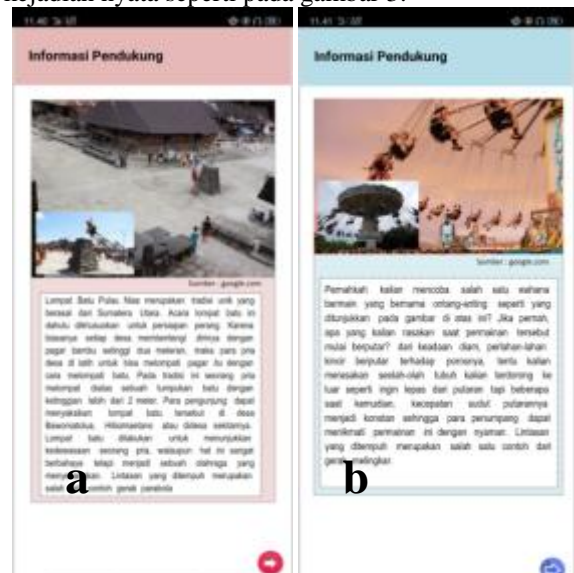 kejadian nyata seperti pada gambar 3.
11.40
11.41
Informasi Pendukung
Informasi Pendukung
Sumber : google.com
Lompat Batu Pulau Nias merupakan tradisi unik yang
berasal dari Sumatera Utara. Acara lompat batu ini
dahulu dikhususkan untuk persiapan perang. Karena
biasanya setiap desa membentengi dirinya dengan
pagar bambu setinggi dua meteran, maka para pria
desa di latih untuk bisa melompati pagar itu dengan
cara melompati batu. Pada tradisi ini seorang pria
melompat diatas sebuah tumpukan batu dengan
ketinggian lebih dari 2 meter. Para pengunjung dapat
menyaksikan lompat batu tersebut di desa
Bawomataluo, Hilisimaetano atau didesa sekitarnya.
Lompat batu dilakukan untuk menunjukkan
kedewasaan seorang pria, walaupun hal ini sangat
berbahaya tetapi menjadi sebuah olahraga yang
Lintasan yang ditempuh merupakan
contoh gerak parabola
a
Sumber : google.com
Pernahkah kalian mencoba salah satu wahana
bermain yang bernama ontang-anting seperti yang
ditunjukkan pada gambar di atas ini? Jika pernah,
apa yang kalian rasakan saat permainan tersebut
mulai berputar? dari keadaan diam, perlahan-lahan
kincir berputar terhadap porosnya, tentu kalian
merasakan seolah-olah tubuh kalian terdorong ke
luar seperti ingin lepas dari putaran tapi beberapa
saat kemudian, kecepatan sudut putarannya
menjadi konstan sehingga para penumpang dapat
menikmati permainan ini dengan nyaman. Lintasan
yang ditempuh merupakan salah satu contoh dari
gerak melingkar.
b